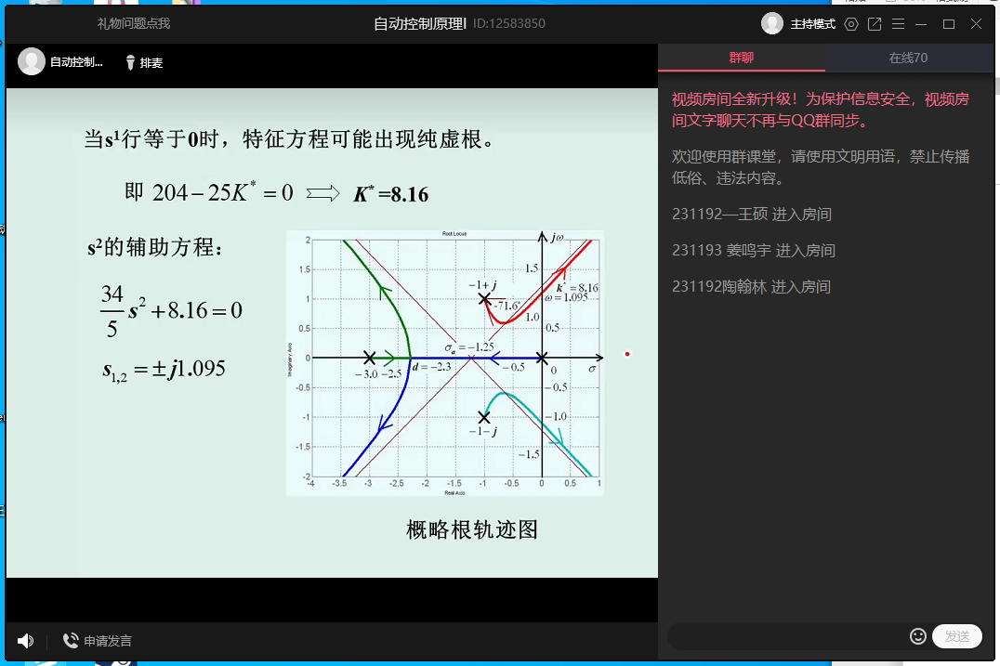 礼物问题点我
自动控制原理Ⅰ ID:12583850
主持模式
自动控制... 排麦
群聊
在线70
当s¹行等于0时，特征方程可能出现纯虚根。
即 204－25K* = 0 ⇨ K* =8.16
s²的辅助方程：
34/5 s² +8.16 = 0
s1,2 = ±j1.095
Root Locus
jω
2
1.5
1
0.5
0
-0.5
-1
-1.5
-2
Imaginary Axis
-4 -3.5 -3 -2.5 -2 -1.5 -1 -0.5 0 0.5 1
Real Axis
1.5
−1+ j
k* = 8.16
ω = 1.095
-71.6°
1.0
0.5
σa = −1.25
−3.0 −2.5 d = −2.3
−0.5
0
σ
−0.5
−1.0
−1− j
−1.5
概略根轨迹图
视频房间全新升级！为保护信息安全，视频房
间文字聊天不再与QQ群同步。
欢迎使用群课堂，请使用文明用语，禁止传播
低俗、违法内容。
231192—王硕 进入房间
231193 姜鸣宇 进入房间
231192陶翰林 进入房间
申请发言
发送